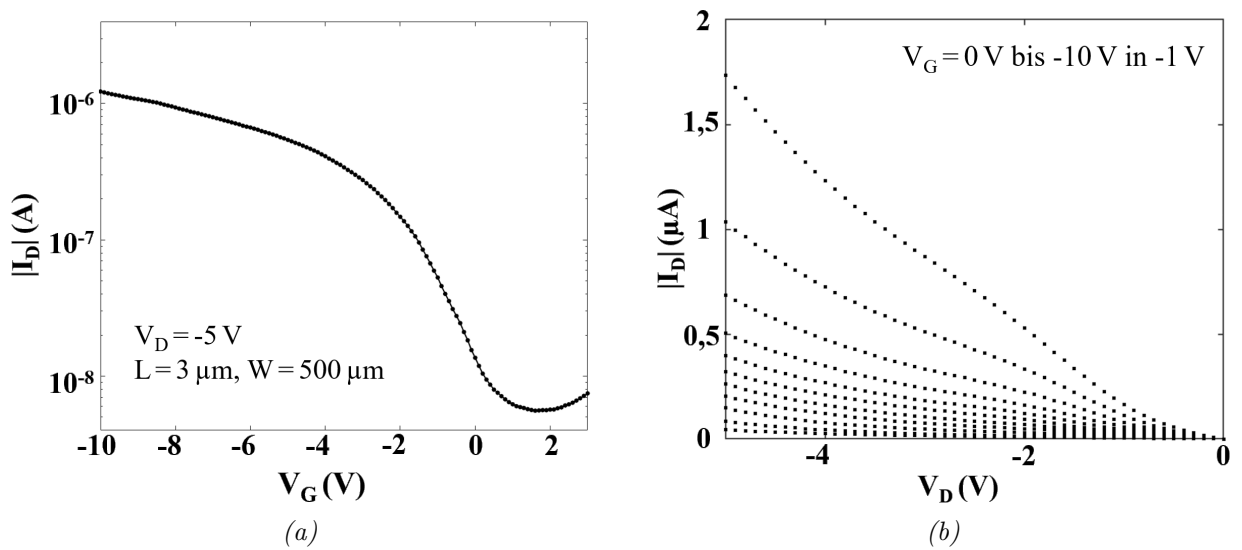 10⁻⁶
10⁻⁷
10⁻⁸
|I_D| (A)
V_D = -5 V
L = 3 µm, W = 500 µm
-10 -8 -6 -4 -2 0 2
V_G (V)
(a)
2
1,5
1
0,5
0
|I_D| (µA)
V_G = 0 V bis -10 V in -1 V
-4 -2 0
V_D (V)
(b)